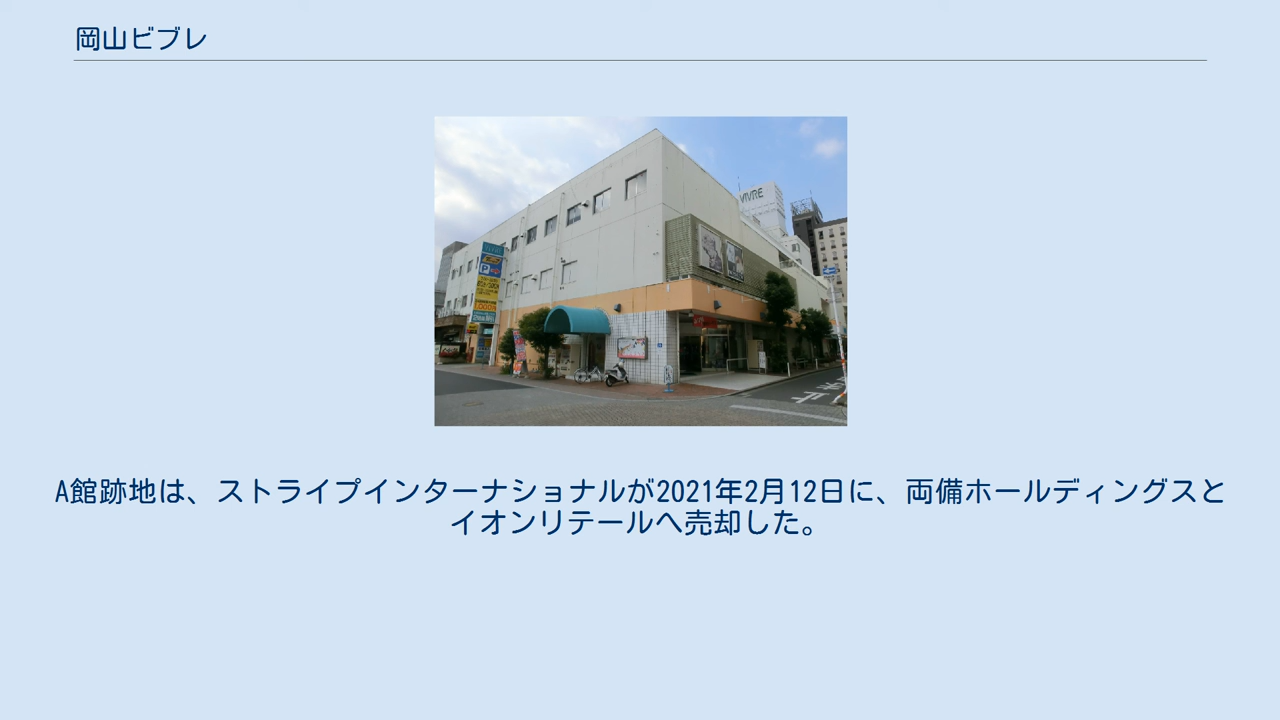 岡山ビブレ
VIVRE
P
A館跡地は、ストライプインターナショナルが2021年2月12日に、両備ホールディングスと
イオンリテールへ売却した。